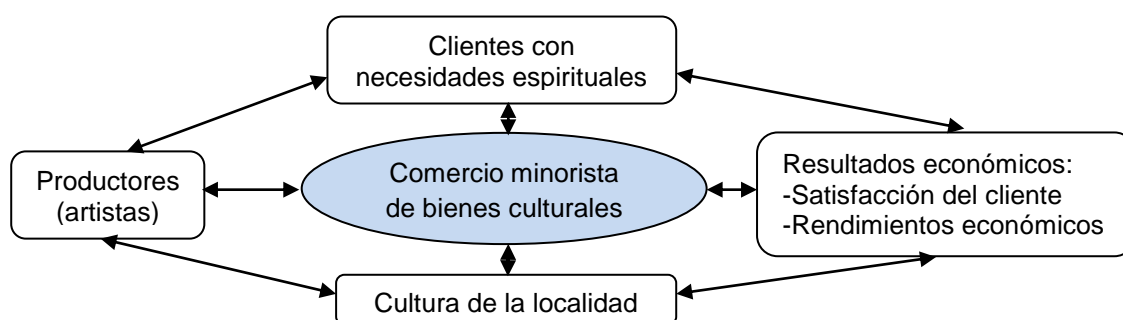 Clientes con
necesidades espirituales
Productores
(artistas)
Comercio minorista
de bienes culturales
Resultados económicos:
-Satisfacción del cliente
-Rendimientos económicos
Cultura de la localidad